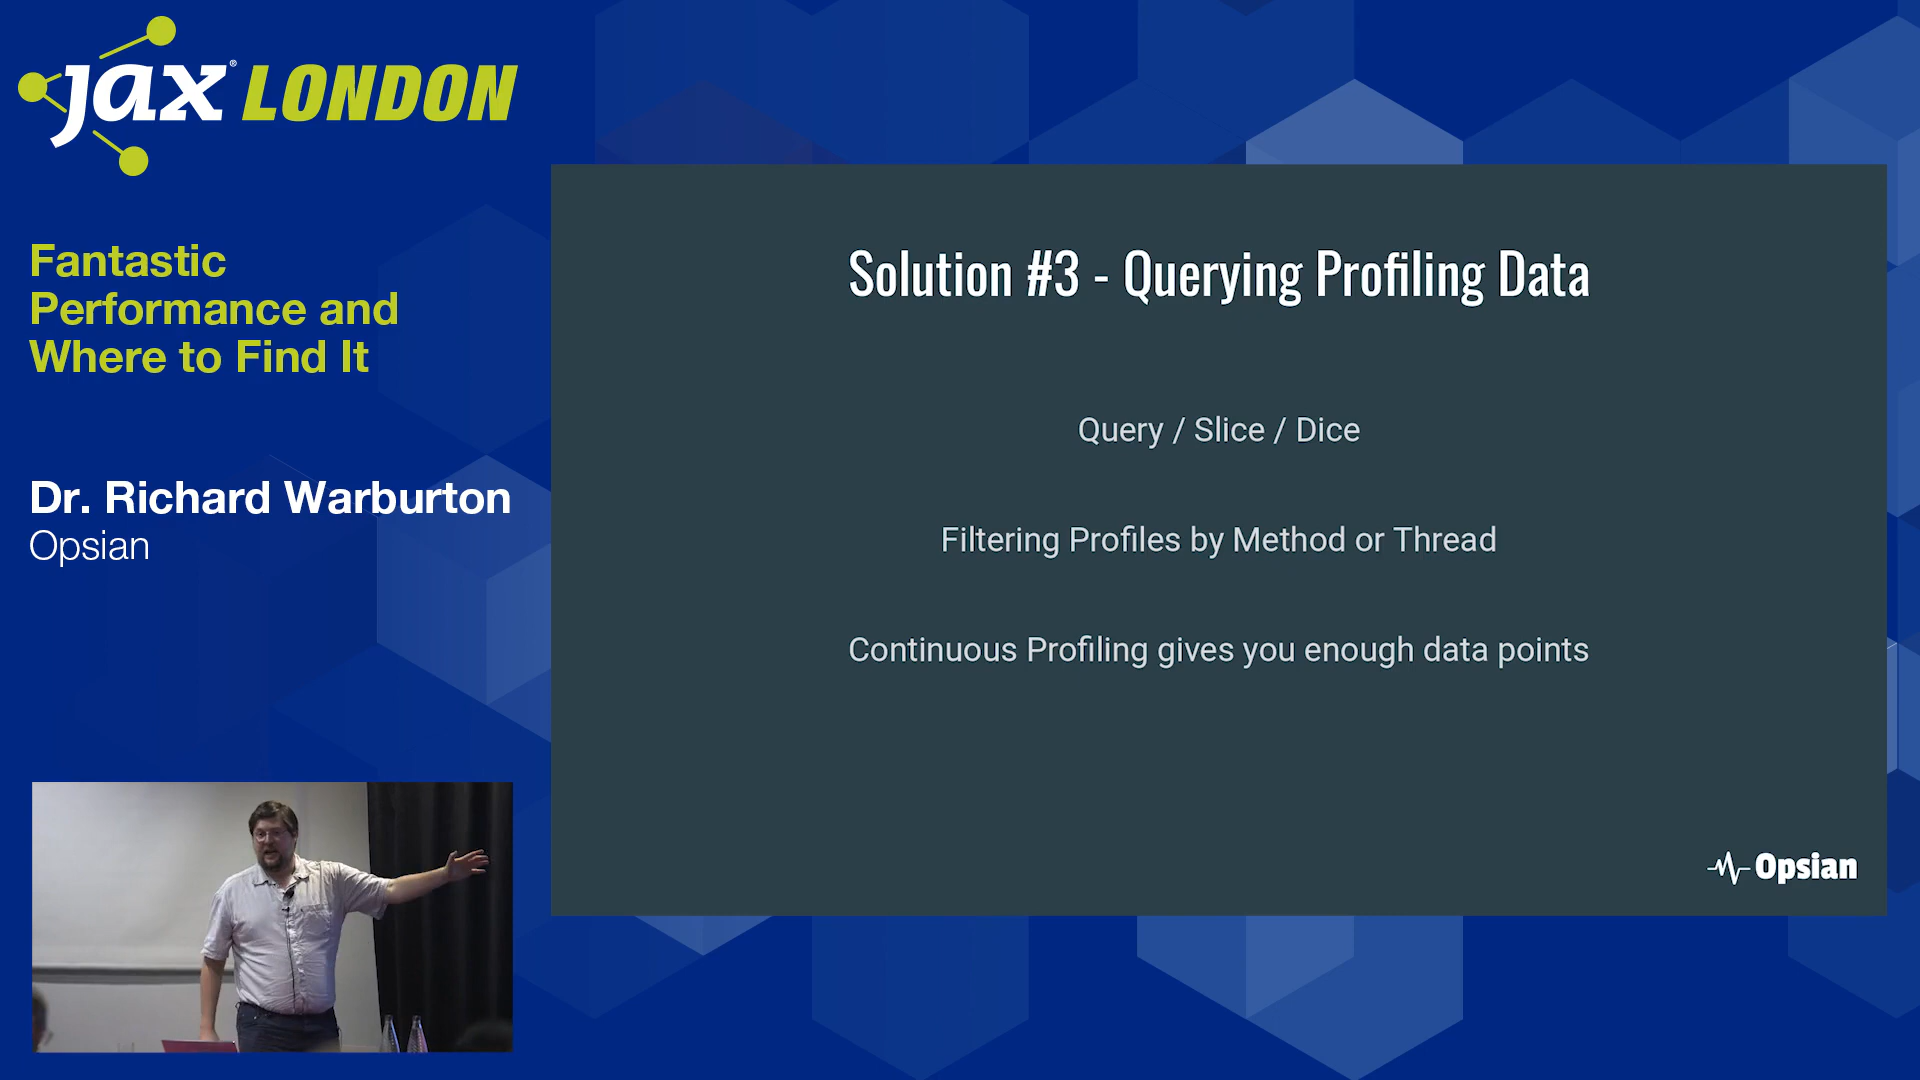 jax® LONDON
Fantastic
Performance and
Where to Find It
Dr. Richard Warburton
Opsian
Solution #3 - Querying Profiling Data
Query / Slice / Dice
Filtering Profiles by Method or Thread
Continuous Profiling gives you enough data points
Opsian